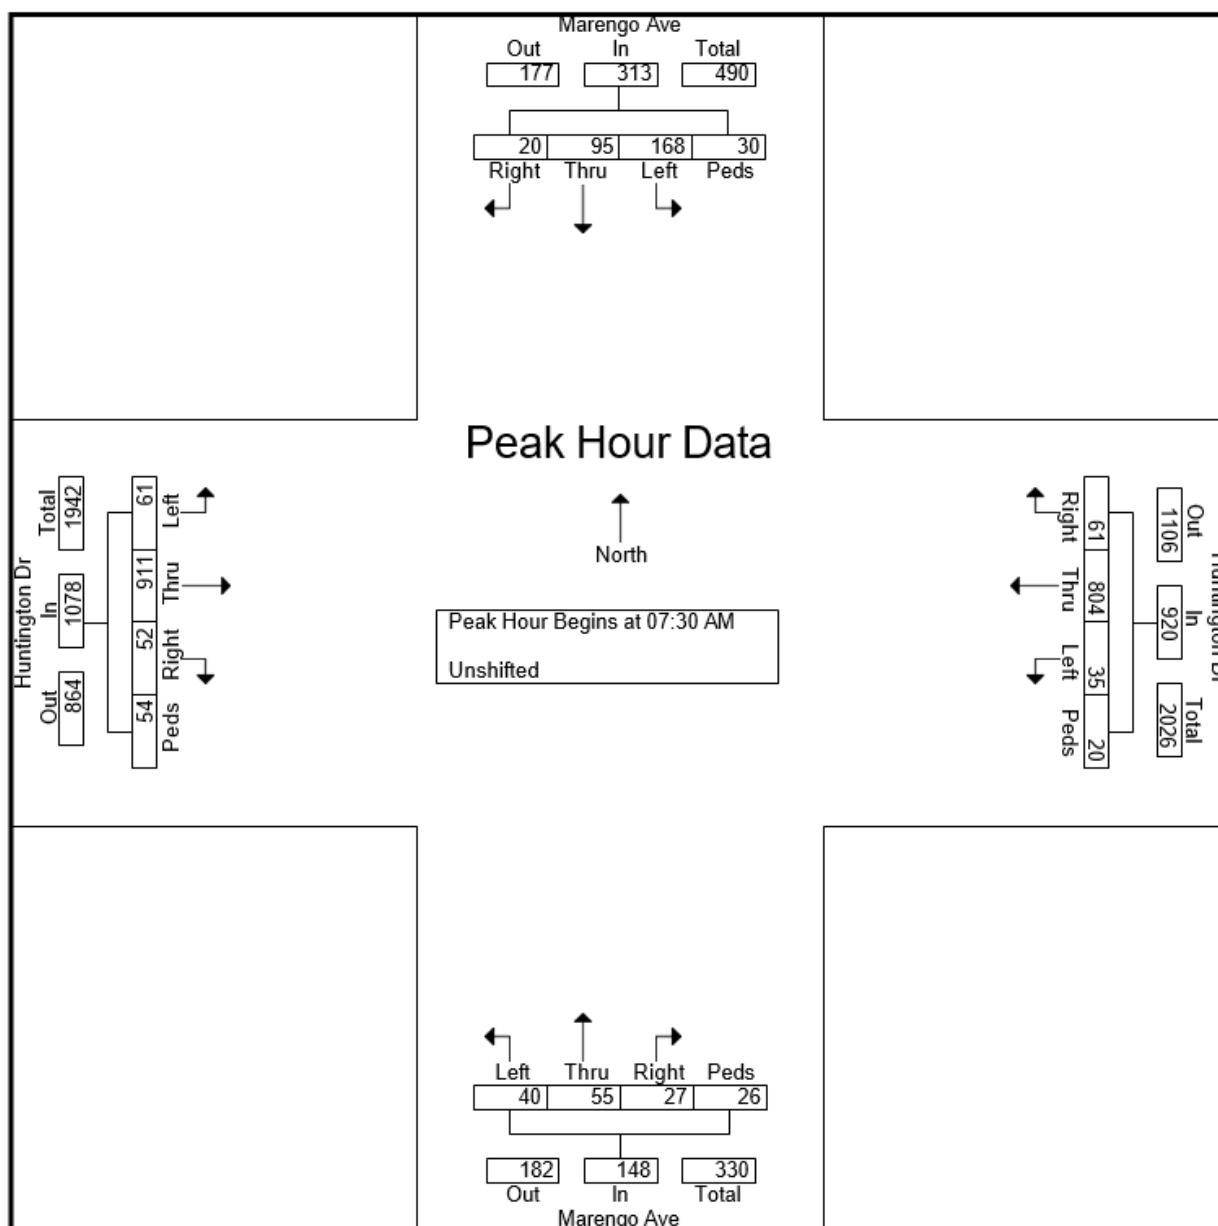 Marengo Ave
Out In Total
177 313 490
20 95 168 30
Right Thru Left Peds
Peak Hour Data
North
Peak Hour Begins at 07:30 AM
Unshifted
Huntington Dr
Total In Out
1942 1078 864
61 911 52 54
Left Thru Right Peds
Right Thru Left Peds
61 804 35 20
1106 920 2026
Out In Total
Huntington Dr
Left Thru Right Peds
40 55 27 26
182 148 330
Out In Total
Marengo Ave